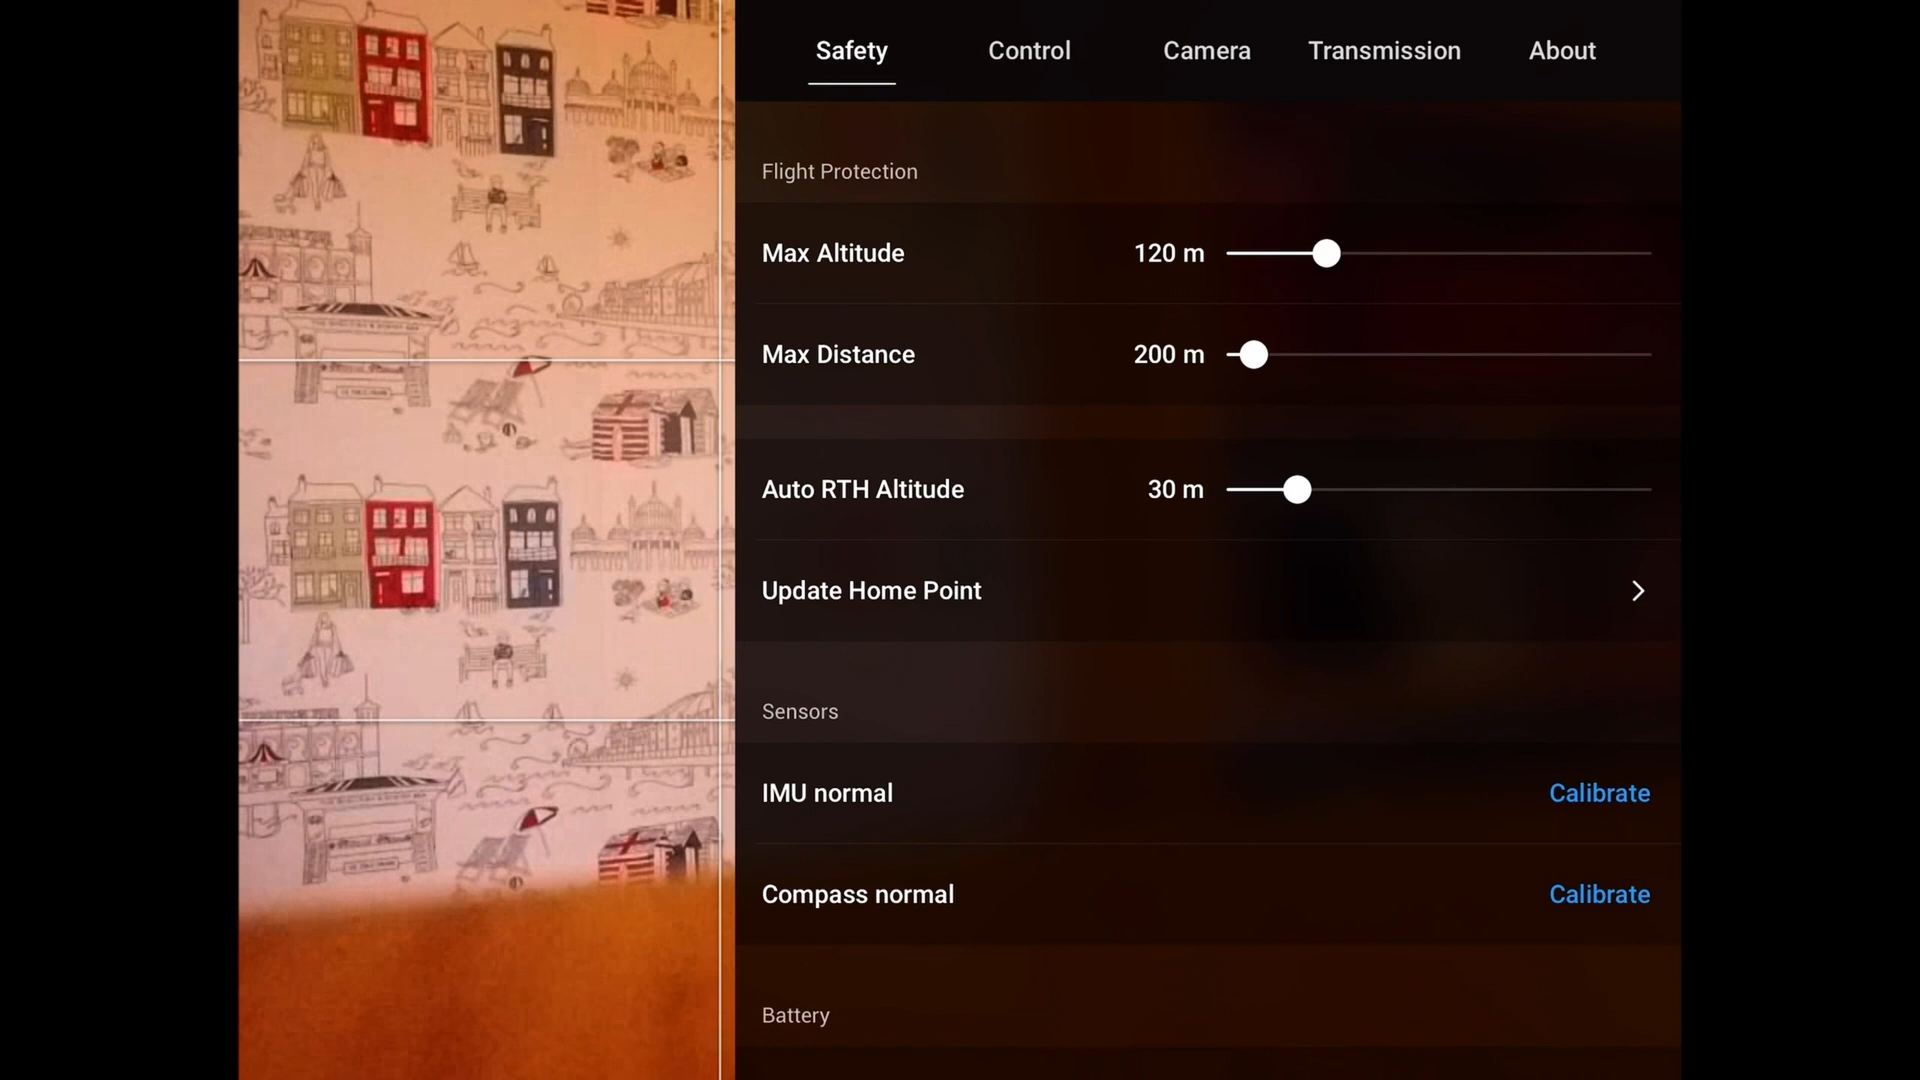 Safety Control Camera Transmission About
Flight Protection
Max Altitude 120 m
Max Distance 200 m
Auto RTH Altitude 30 m
Update Home Point
Sensors
IMU normal Calibrate
Compass normal Calibrate
Battery